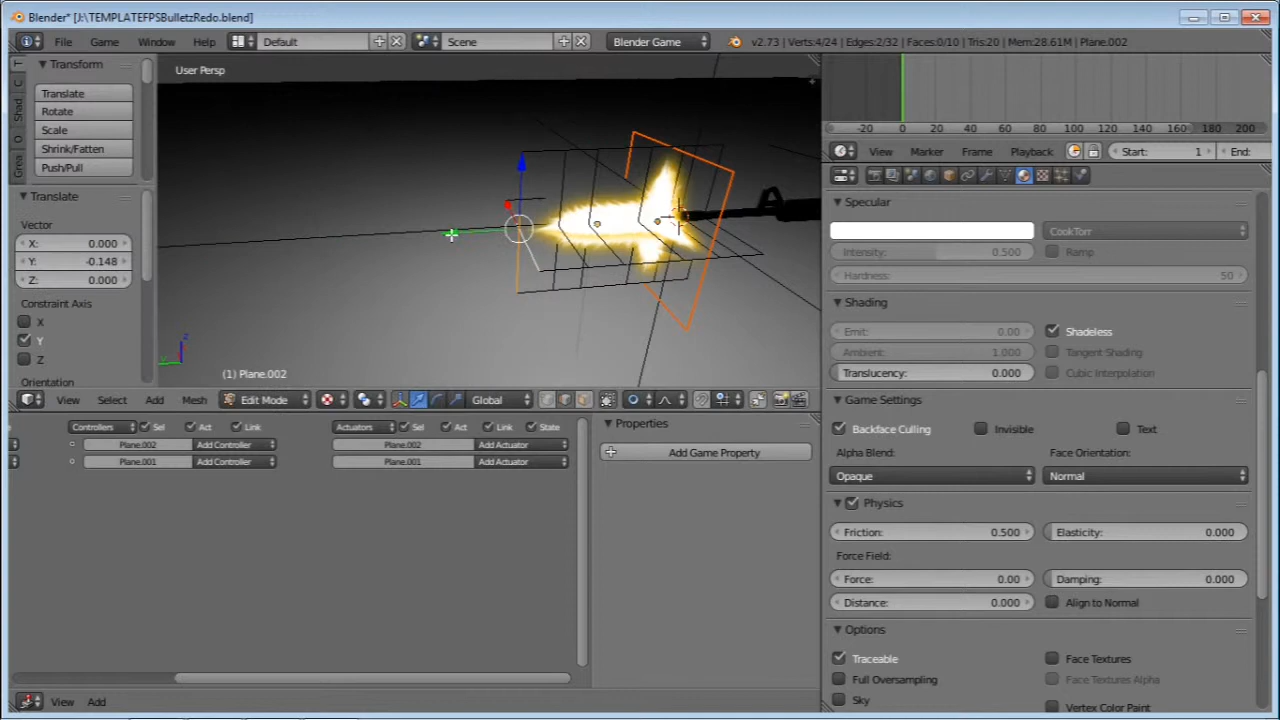 Blender* [J:\TEMPLATEFPSBulletzRedo.blend]
File Game Window Help Default Scene Blender Game v2.73 | Verts:4/24 | Edges:2/32 | Faces:0/10 | Tris:20 | Mem:28.61M | Plane.002
Transform
Translate
Rotate
Scale
Shrink/Fatten
Push/Pull
Translate
Vector
X: 0.000
Y: -0.148
Z: 0.000
Constraint Axis
X
Y
Z
Orientation
T
Shad
O
Grea
User Persp
z
(1) Plane.002
View Select Add Mesh Edit Mode Global
Controllers Sel Act Link
Plane.002 Add Controller
Plane.001 Add Controller
Actuators Sel Act Link State
Plane.002 Add Actuator
Plane.001 Add Actuator
Properties
Add Game Property
View Add
-20 0 20 40 60 80 100 120 140 160 180 200
View Marker Frame Playback Start: 1 End:
Specular
CookTorr
Intensity: 0.500 Ramp
Hardness: 50
Shading
Emit: 0.00 Shadeless
Ambient: 1.000 Tangent Shading
Translucency: 0.000 Cubic Interpolation
Game Settings
Backface Culling Invisible Text
Alpha Blend: Face Orientation:
Opaque Normal
Physics
Friction: 0.500 Elasticity: 0.000
Force Field:
Force: 0.00 Damping: 0.000
Distance: 0.000 Align to Normal
Options
Traceable Face Textures
Full Oversampling Face Textures Alpha
Sky Vertex Color Paint